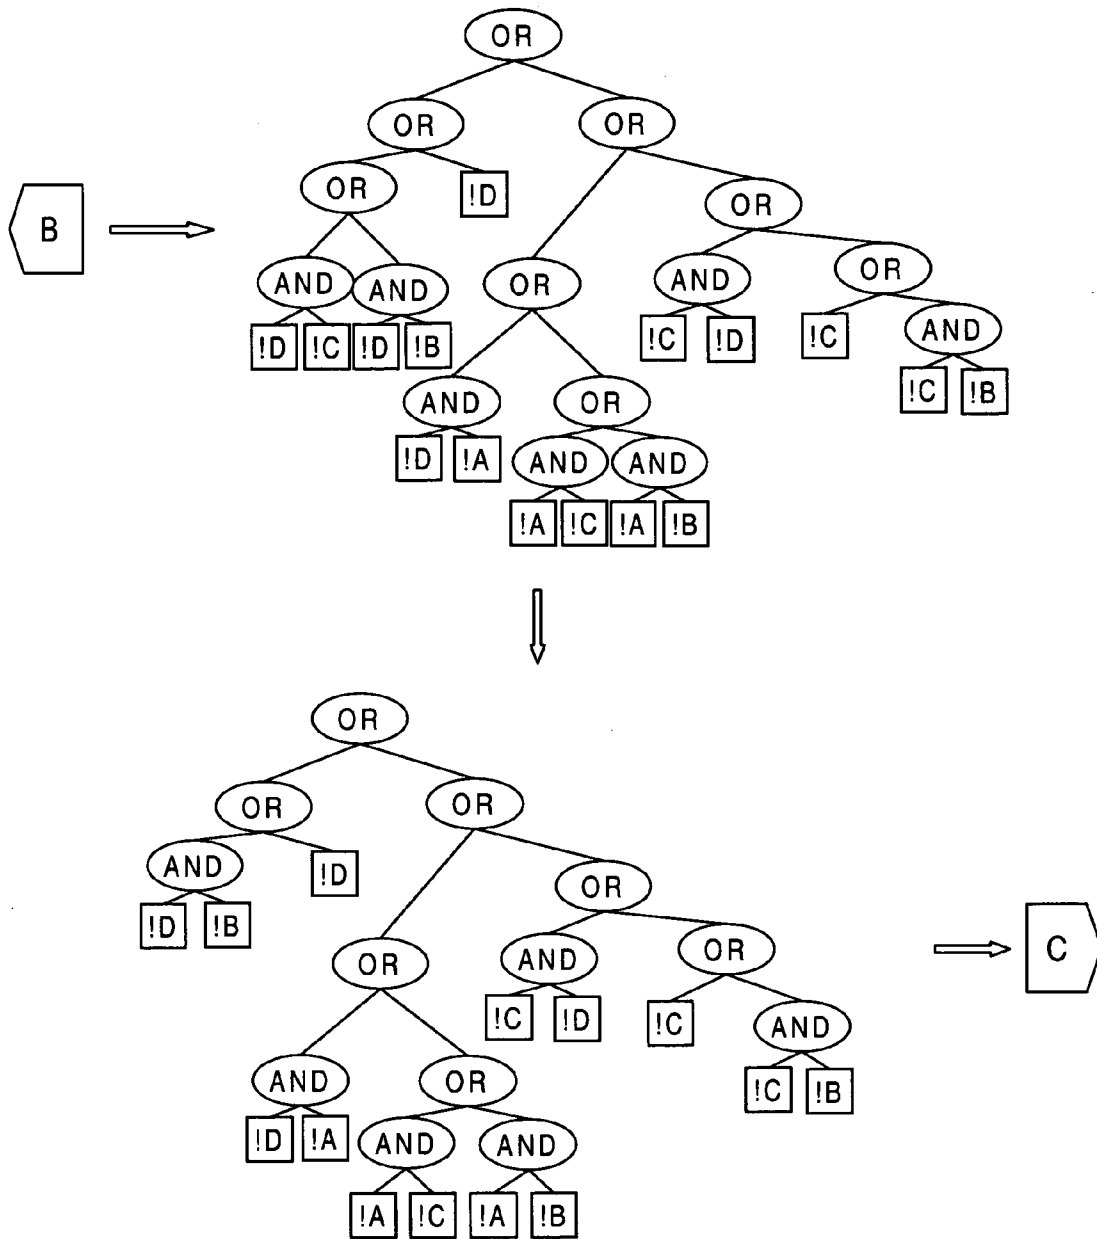 OR
OR OR
OR !D OR
B
AND AND OR AND OR
!D !C !D !B !C !D !C AND
AND OR !C !B
!D !A AND AND
!A !C !A !B
OR
OR OR
AND !D OR
!D !B
OR AND OR C
!C !D !C AND
AND OR !C !B
!D !A AND AND
!A !C !A !B